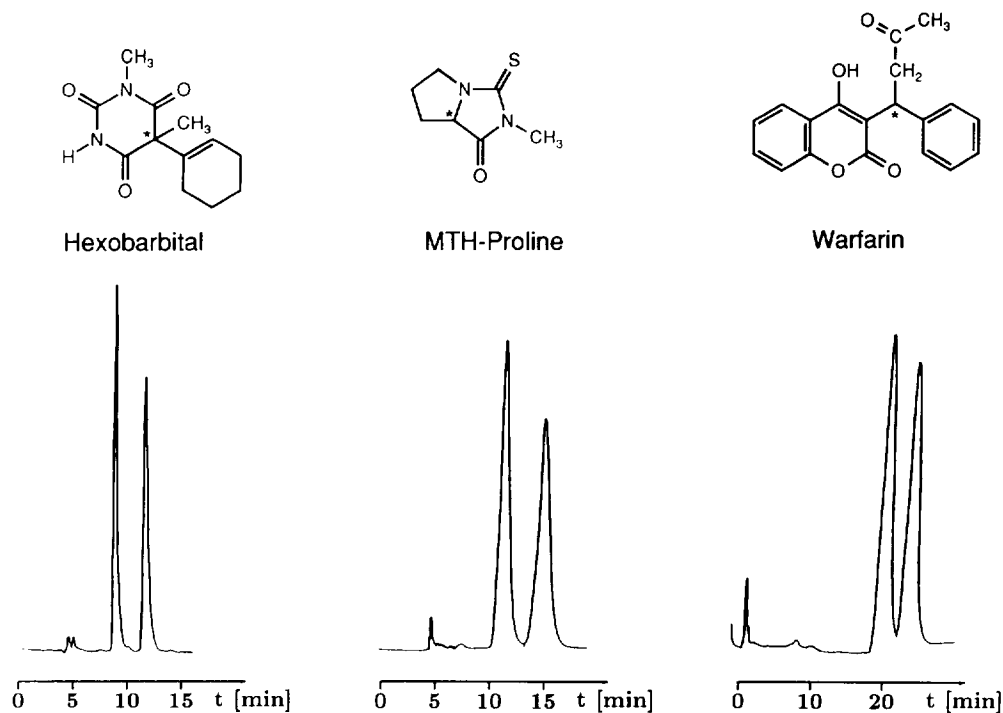 CH₃
N
O
O
CH₃
*
N
H
O
Hexobarbital
S
N
*
N
CH₃
O
MTH-Proline
O
CH₃
C
CH₂
OH
*
O
O
Warfarin
0 5 10 15 t [min]
0 5 10 15 t [min]
0 10 20 t [min]